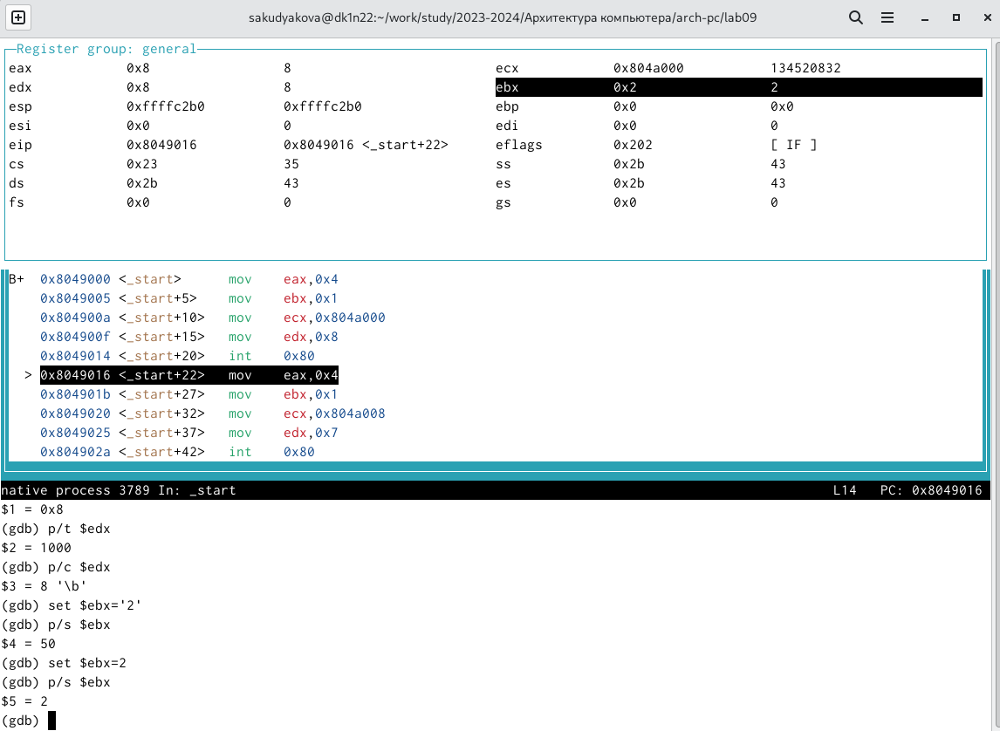 sakudyakova@dk1n22:~/work/study/2023-2024/Архитектура компьютера/arch-pc/lab09
Register group: general
eax 0x8 8 ecx 0x804a000 134520832
edx 0x8 8 ebx 0x2 2
esp 0xffffc2b0 0xffffc2b0 ebp 0x0 0x0
esi 0x0 0 edi 0x0 0
eip 0x8049016 0x8049016 <_start+22> eflags 0x202 [ IF ]
cs 0x23 35 ss 0x2b 43
ds 0x2b 43 es 0x2b 43
fs 0x0 0 gs 0x0 0
B+ 0x8049000 <_start> mov eax,0x4
0x8049005 <_start+5> mov ebx,0x1
0x804900a <_start+10> mov ecx,0x804a000
0x804900f <_start+15> mov edx,0x8
0x8049014 <_start+20> int 0x80
> 0x8049016 <_start+22> mov eax,0x4
0x804901b <_start+27> mov ebx,0x1
0x8049020 <_start+32> mov ecx,0x804a008
0x8049025 <_start+37> mov edx,0x7
0x804902a <_start+42> int 0x80
native process 3789 In: _start L14 PC: 0x8049016
$1 = 0x8
(gdb) p/t $edx
$2 = 1000
(gdb) p/c $edx
$3 = 8 '\b'
(gdb) set $ebx='2'
(gdb) p/s $ebx
$4 = 50
(gdb) set $ebx=2
(gdb) p/s $ebx
$5 = 2
(gdb)